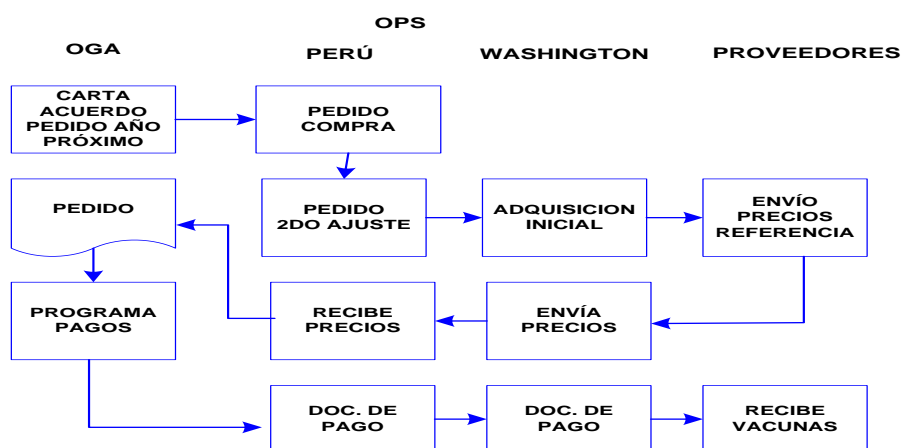 OPS
OGA
PERÚ
WASHINGTON
PROVEEDORES
CARTA
ACUERDO
PEDIDO AÑO
PRÓXIMO
PEDIDO
COMPRA
PEDIDO
PEDIDO
2DO AJUSTE
ADQUISICION
INICIAL
ENVÍO
PRECIOS
REFERENCIA
PROGRAMA
PAGOS
RECIBE
PRECIOS
ENVÍA
PRECIOS
DOC. DE
PAGO
DOC. DE
PAGO
RECIBE
VACUNAS